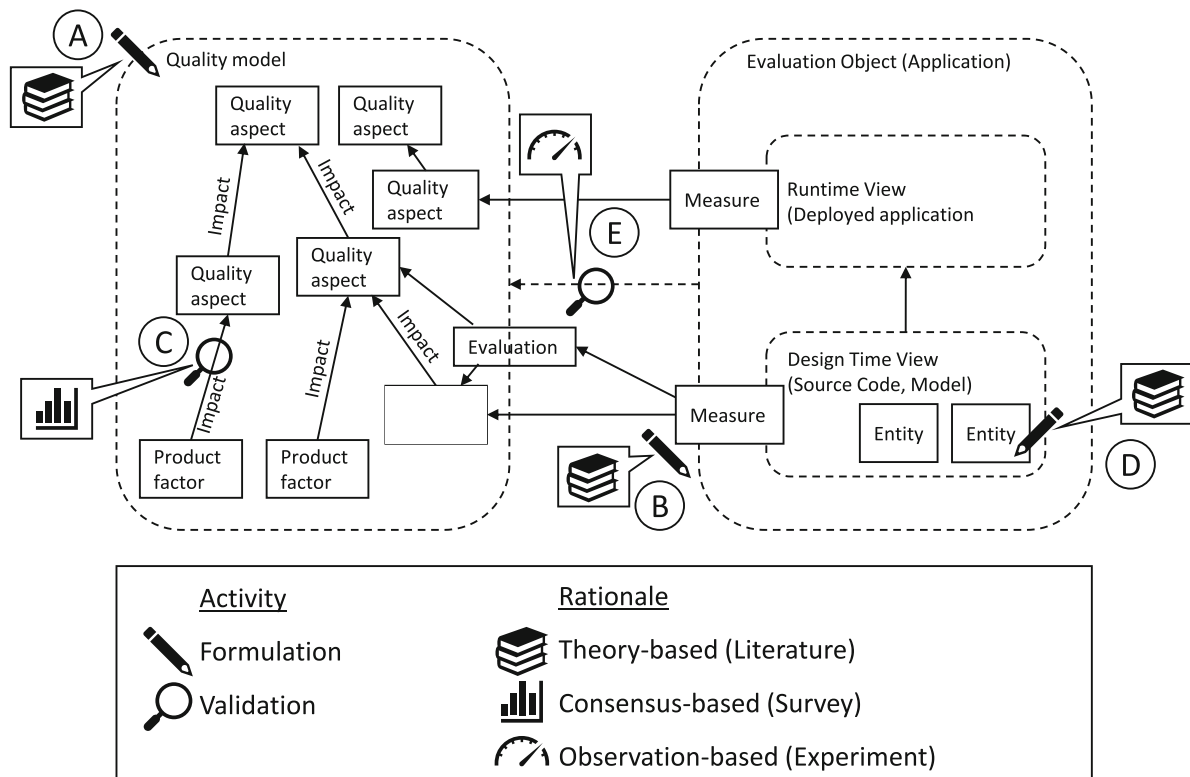 A
Quality model
Evaluation Object (Application)
Quality
aspect
Quality
aspect
Impact
Impact
Quality
aspect
Measure
Runtime View
(Deployed application
E
Quality
aspect
Quality
aspect
C
Impact
Impact
Impact
Evaluation
Design Time View
(Source Code, Model)
Measure
Entity
Entity
Product
factor
Product
factor
B
D
Activity
Formulation
Validation
Rationale
Theory-based (Literature)
Consensus-based (Survey)
Observation-based (Experiment)